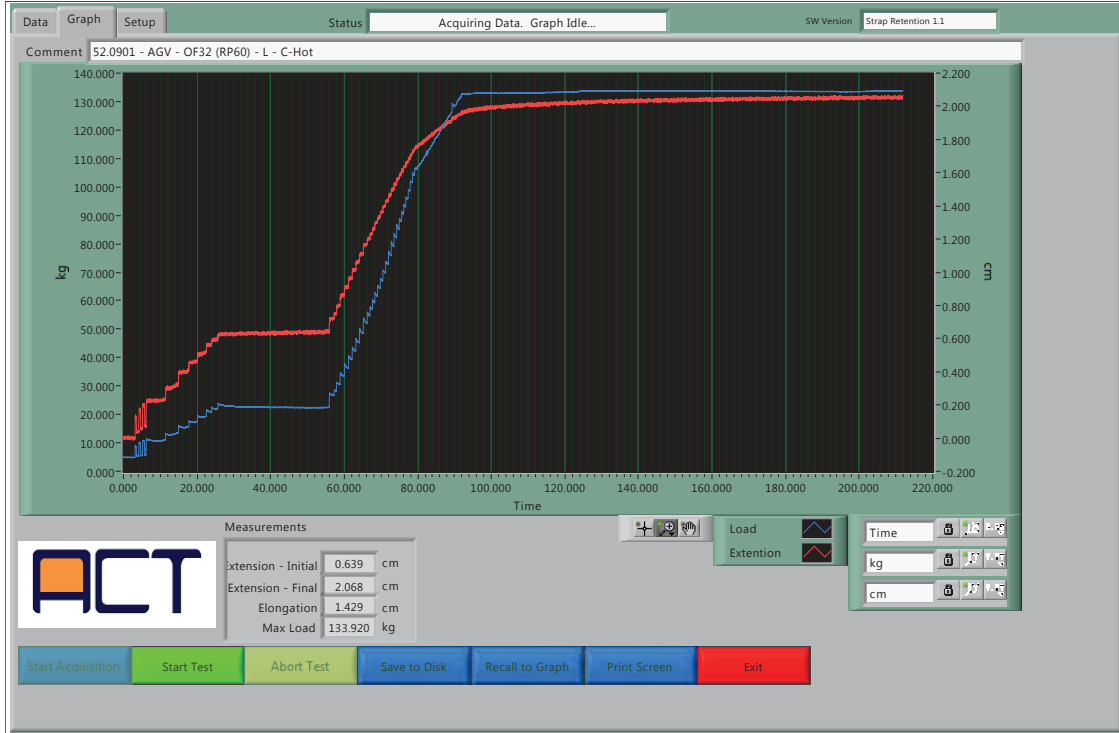 Data Graph Setup Status Acquiring Data. Graph Idle... SW Version Strap Retention 1.1
Comment 52.0901 - AGV - OF32 (RP60) - L - C-Hot
140.000 2.200
130.000 2.000
120.000 1.800
110.000 1.600
100.000 1.400
90.000 1.200
80.000 1.000
70.000 0.800
60.000 0.600
50.000 0.400
40.000 0.200
30.000 0.000
20.000 -0.200
10.000
0.000
kg
cm
0.000 20.000 40.000 60.000 80.000 100.000 120.000 140.000 160.000 180.000 200.000 220.000
Time
Measurements
Extension - Initial 0.639 cm
Extension - Final 2.068 cm
Elongation 1.429 cm
Max Load 133.920 kg
ACT
Load
Extention
Time
kg
cm
Start Acquisition Start Test Abort Test Save to Disk Recall to Graph Print Screen Exit